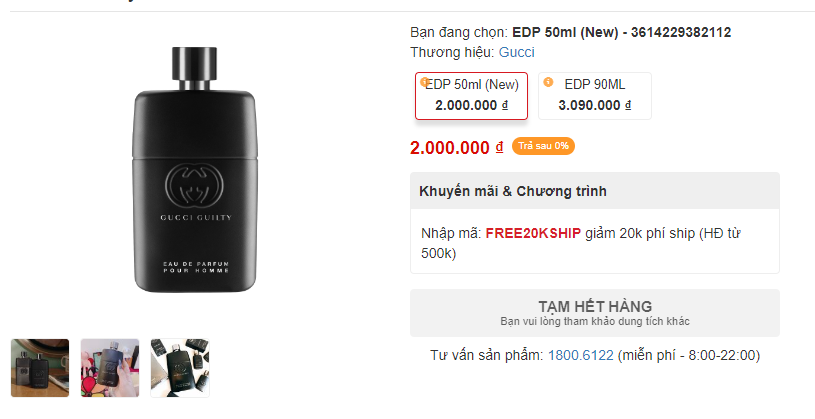 Bạn đang chọn: EDP 50ml (New) - 3614229382112
Thương hiệu: Gucci
EDP 50ml (New)
2.000.000 ₫
EDP 90ML
3.090.000 ₫
2.000.000 ₫
Trả sau 0%
Khuyến mãi & Chương trình
Nhập mã: FREE20KSHIP giảm 20k phí ship (HĐ từ
500k)
TẠM HẾT HÀNG
Bạn vui lòng tham khảo dung tích khác
Tư vấn sản phẩm: 1800.6122 (miễn phí - 8:00-22:00)
GUCCI GUILTY
EAU DE PARFUM
POUR HOMME